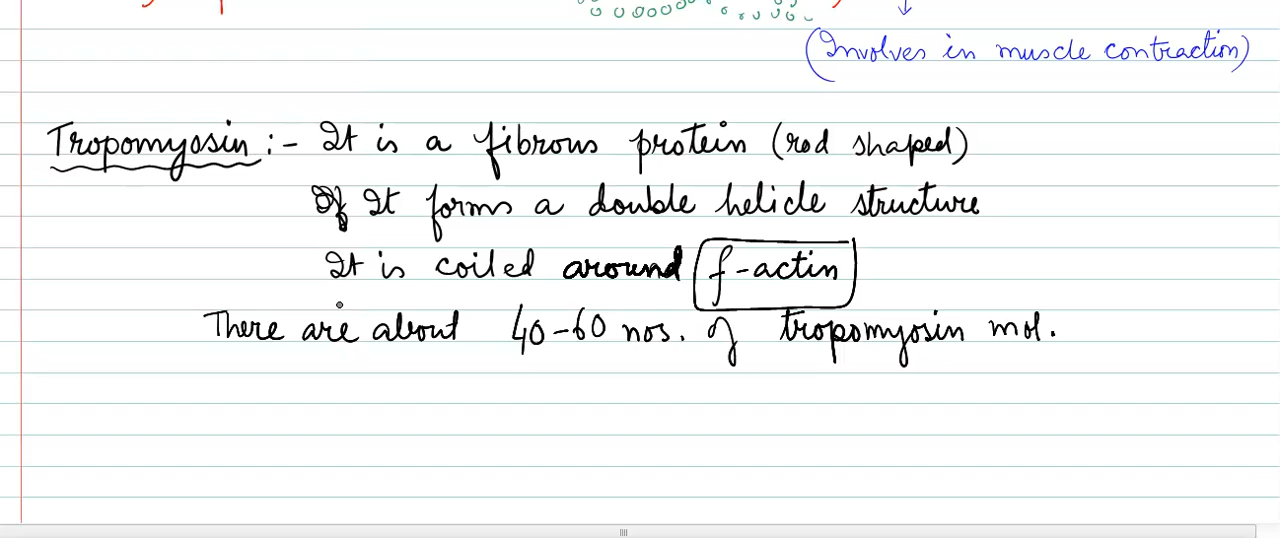 (Involves in muscle contraction)
Tropomyosin :- It is a fibrous protein (rod shaped)
It forms a double helicle structure
It is coiled around f-actin
There are about 40-60 nos. of tropomyosin mol.